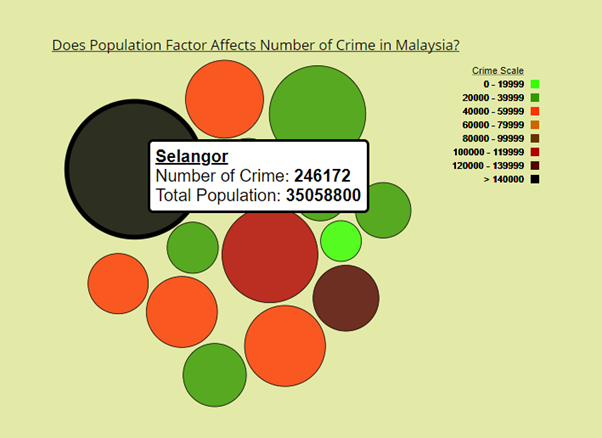 Does Population Factor Affects Number of Crime in Malaysia?
Crime Scale
0 - 19999
20000 - 39999
40000 - 59999
60000 - 79999
80000 - 99999
100000 - 119999
120000 - 139999
> 140000
Selangor
Number of Crime: 246172
Total Population: 35058800